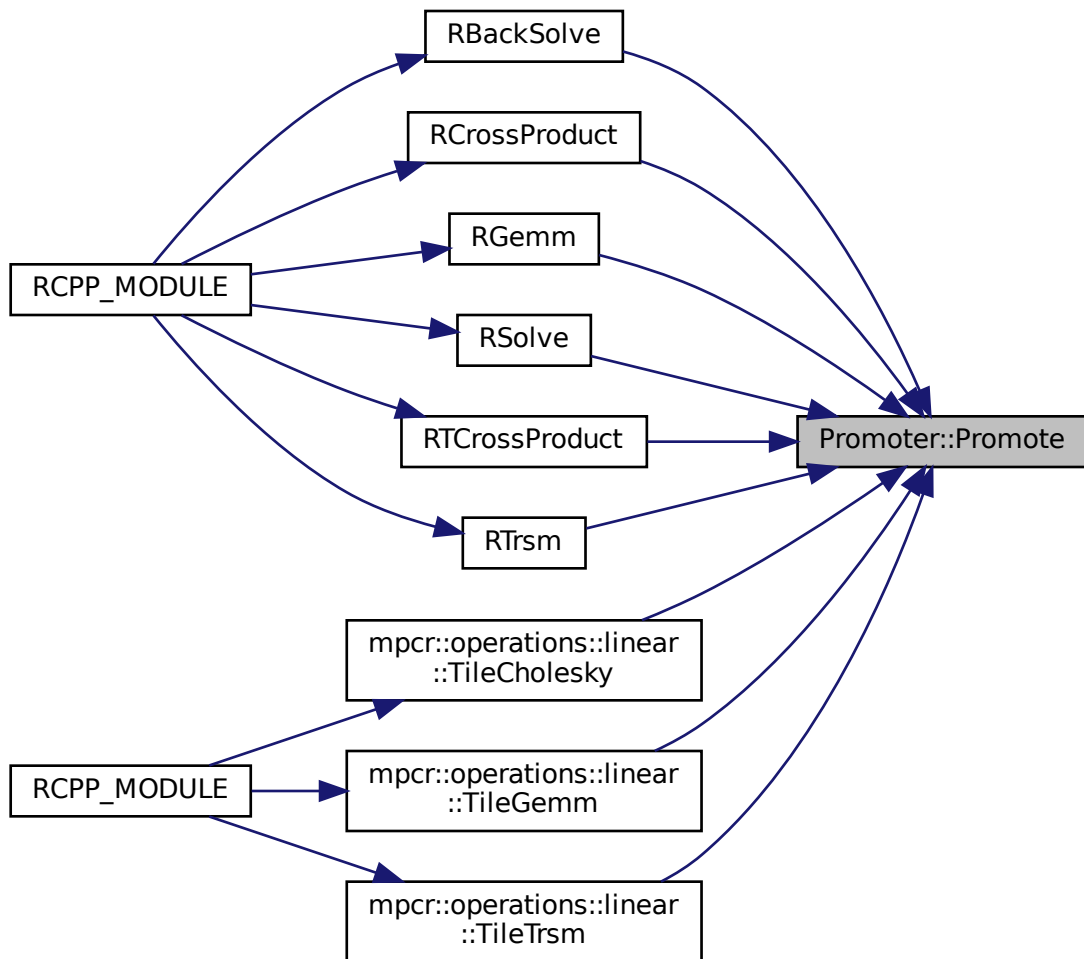 RBackSolve
RCrossProduct
RGemm
RCPP_MODULE
RSolve
RTCrossProduct
Promoter::Promote
RTrsm
mpcr::operations::linear
::TileCholesky
RCPP_MODULE
mpcr::operations::linear
::TileGemm
mpcr::operations::linear
::TileTrsm